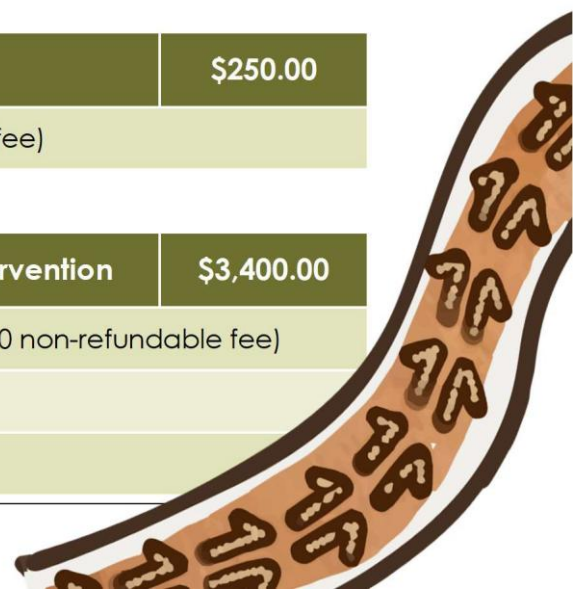 $250.00
fee)
rvention $3,400.00
0 non-refundable fee)